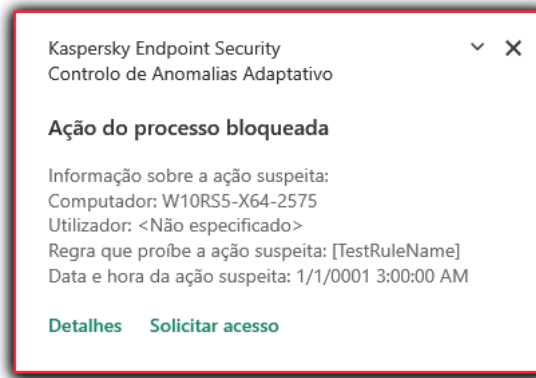 Kaspersky Endpoint Security
Controlo de Anomalias Adaptativo
Ação do processo bloqueada
Informação sobre a ação suspeita:
Computador: W10RS5-X64-2575
Utilizador: <Não especificado>
Regra que proíbe a ação suspeita: [TestRuleName]
Data e hora da ação suspeita: 1/1/0001 3:00:00 AM
Detalhes Solicitar acesso